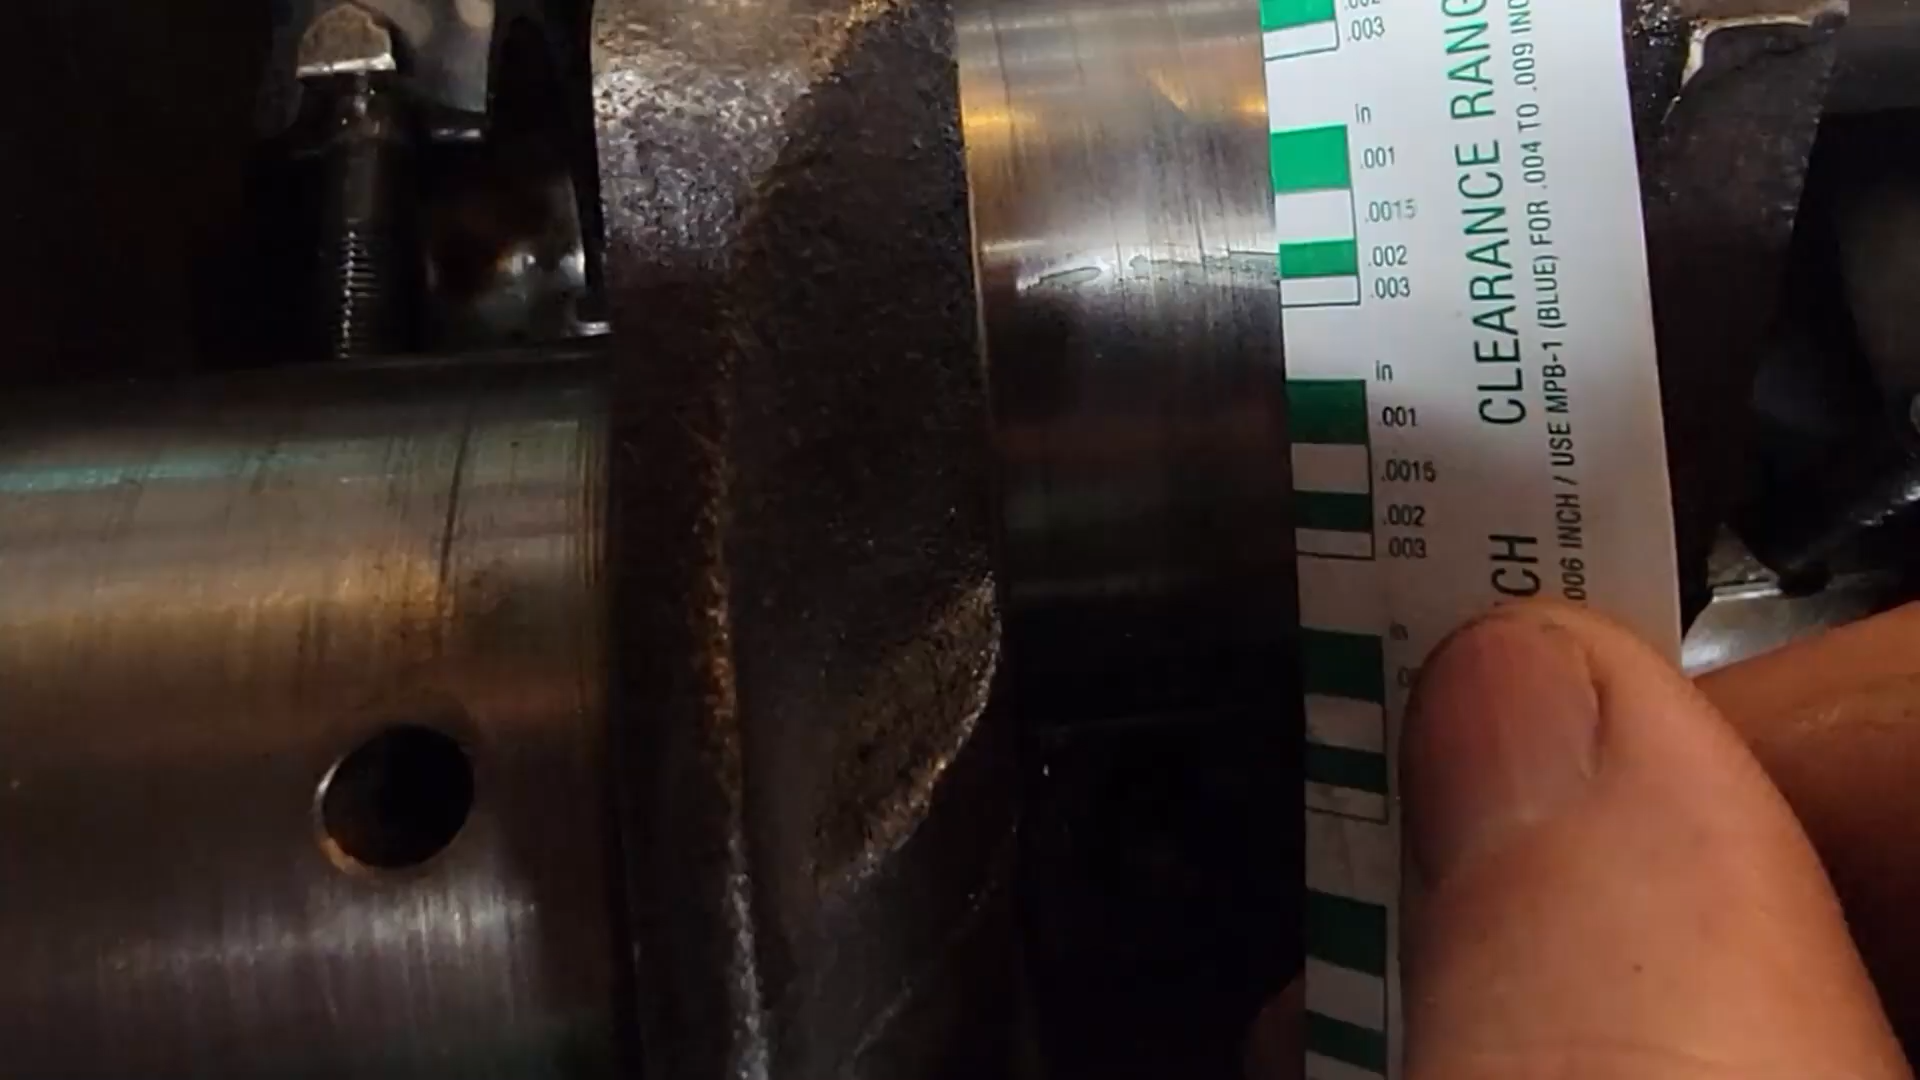 .002
.003
in
.001
.0015
.002
.003
in
.001
.0015
.002
.003
in
CLEARANCE RANG
CH
.006 INCH / USE MPB-1 (BLUE) FOR .004 TO .009 INC